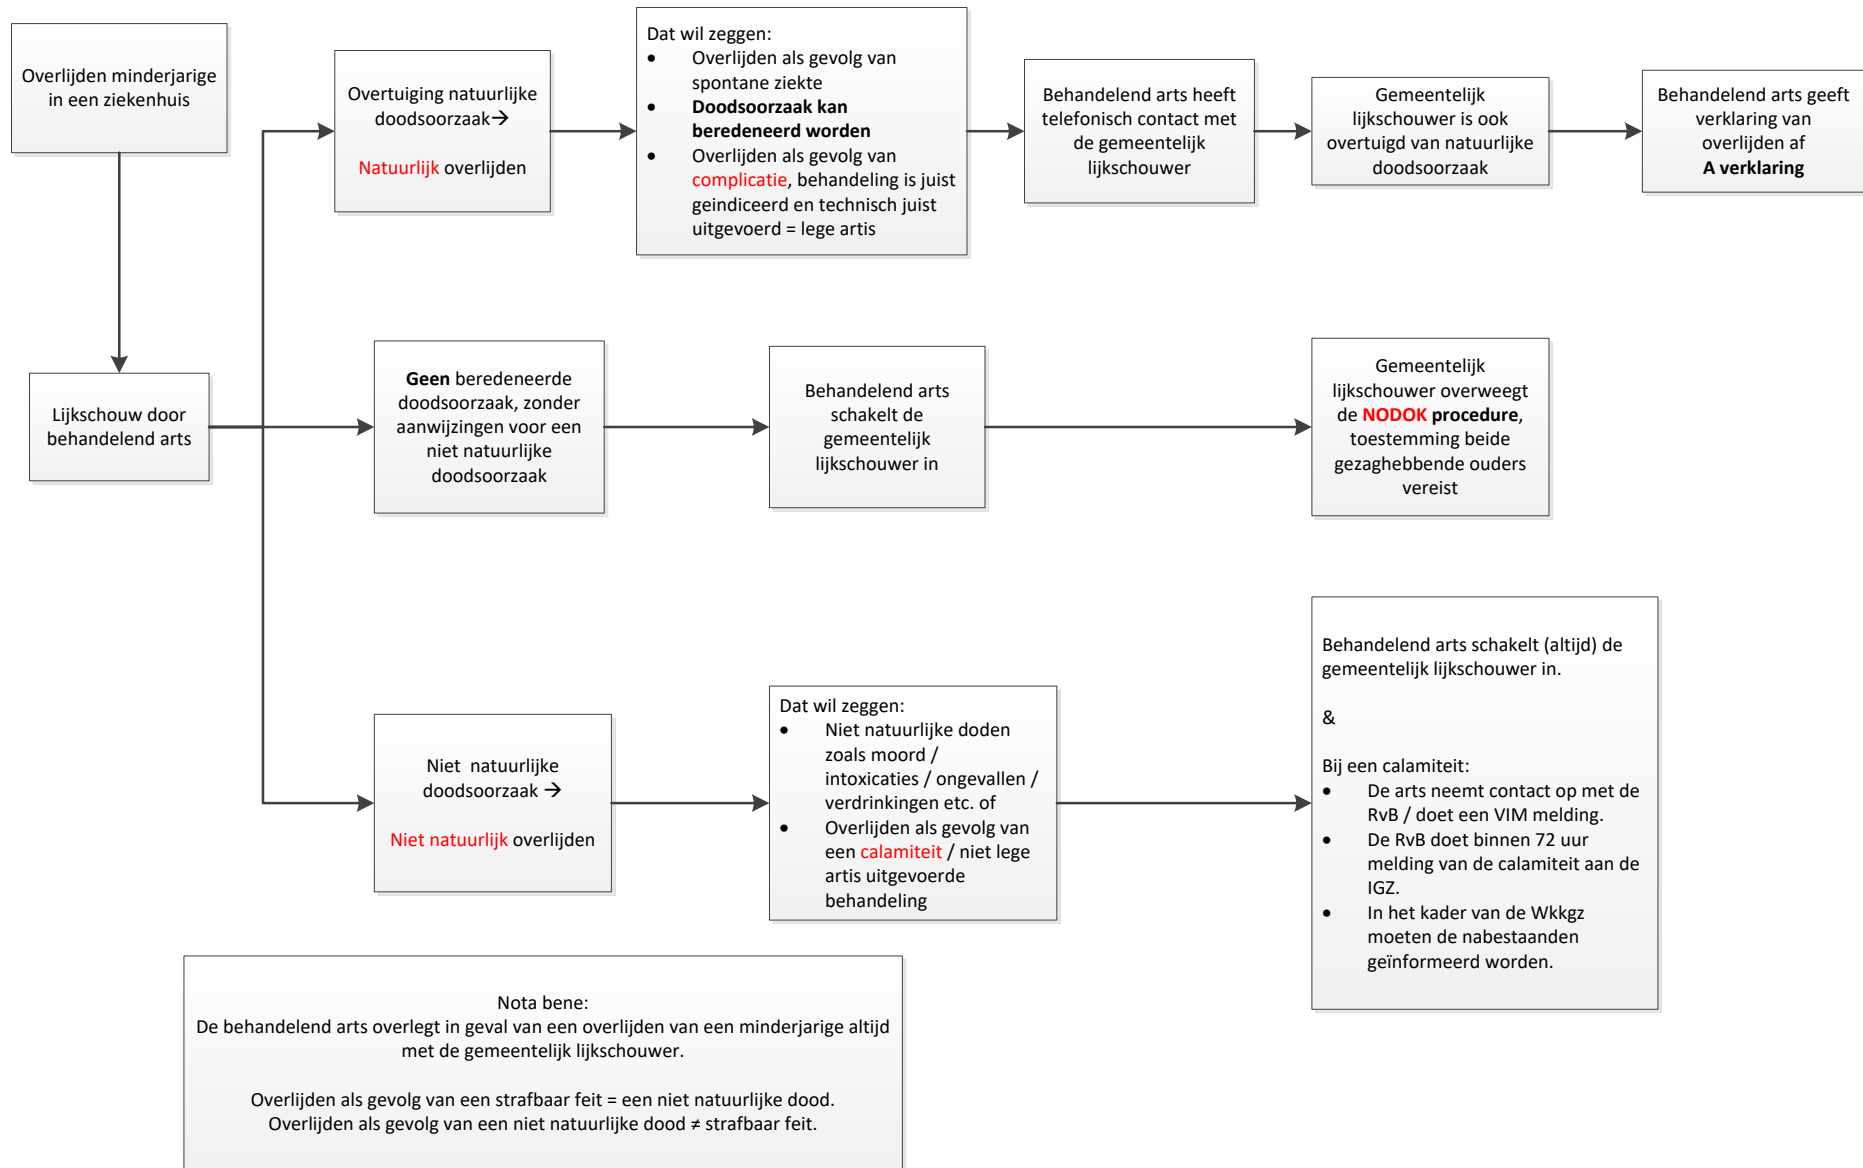 Overlijden minderjarige
in een ziekenhuis
Lijkschouw door
behandelend arts
Overtuiging natuurlijke
doodsoorzaak→
Natuurlijk overlijden
Dat wil zeggen:
• Overlijden als gevolg van
spontane ziekte
• Doodsoorzaak kan
beredeneerd worden
• Overlijden als gevolg van
complicatie, behandeling is juist
geindiceerd en technisch juist
uitgevoerd = lege artis
Behandelend arts heeft
telefonisch contact met
de gemeentelijk
lijkschouwer
Gemeentelijk
lijkschouwer is ook
overtuigd van natuurlijke
doodsoorzaak
Behandelend arts geeft
verklaring van
overlijden af
A verklaring
Geen beredeneerde
doodsoorzaak, zonder
aanwijzingen voor een
niet natuurlijke
doodsoorzaak
Behandelend arts
schakelt de
gemeentelijk
lijkschouwer in
Gemeentelijk
lijkschouwer overweegt
de NODOK procedure,
toestemming beide
gezaghebbende ouders
vereist
Niet natuurlijke
doodsoorzaak →
Niet natuurlijk overlijden
Dat wil zeggen:
• Niet natuurlijke doden
zoals moord /
intoxicaties / ongevallen /
verdrinkingen etc. of
• Overlijden als gevolg van
een calamiteit / niet lege
artis uitgevoerde
behandeling
Behandelend arts schakelt (altijd) de
gemeentelijk lijkschouwer in.
&
Bij een calamiteit:
• De arts neemt contact op met de
RvB / doet een VIM melding.
• De RvB doet binnen 72 uur
melding van de calamiteit aan de
IGZ.
• In het kader van de Wkkgz
moeten de nabestaanden
geïnformeerd worden.
Nota bene:
De behandelend arts overlegt in geval van een overlijden van een minderjarige altijd
met de gemeentelijk lijkschouwer.
Overlijden als gevolg van een strafbaar feit = een niet natuurlijke dood.
Overlijden als gevolg van een niet natuurlijke dood ≠ strafbaar feit.